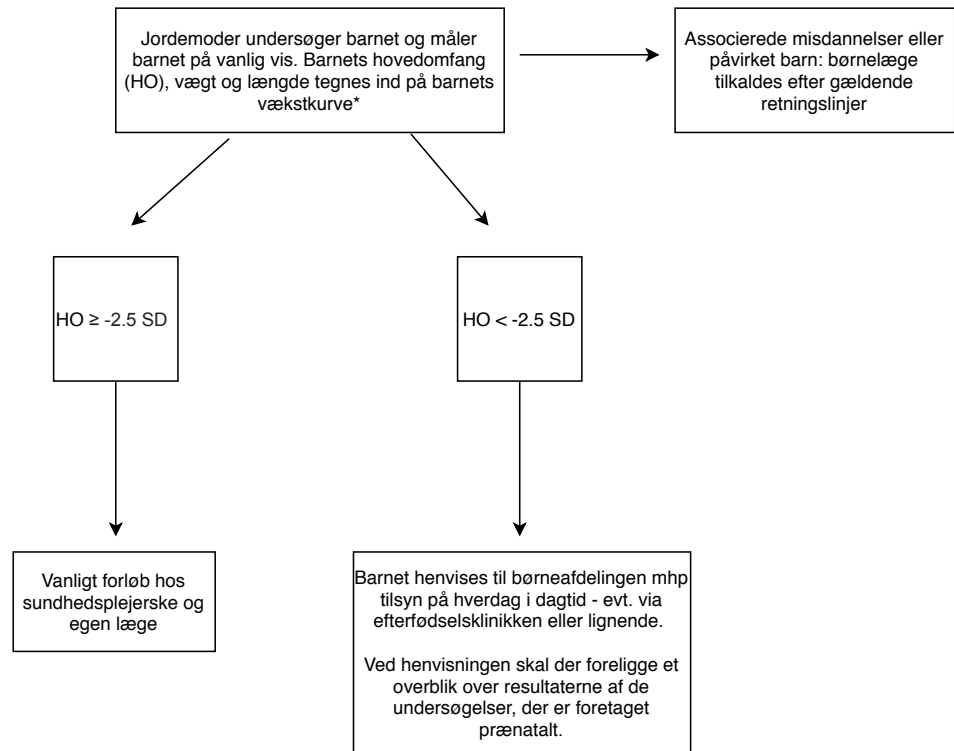 Jordemoder undersøger barnet og måler
barnet på vanlig vis. Barnets hovedomfang
(HO), vægt og længde tegnes ind på barnets
vækstkurve*
Associerede misdannelser eller
påvirket barn: børnelæge
tilkaldes efter gældende
retningslinjer
HO ≥ -2.5 SD
HO < -2.5 SD
Vanligt forløb hos
sundhedsplejerske og
egen læge
Barnet henvises til børneafdelingen mhp
tilsyn på hverdag i dagtid - evt. via
efterfødselsklinikken eller lignende.
Ved henvisningen skal der foreligge et
overblik over resultaterne af de
undersøgelser, der er foretaget
prænatalt.